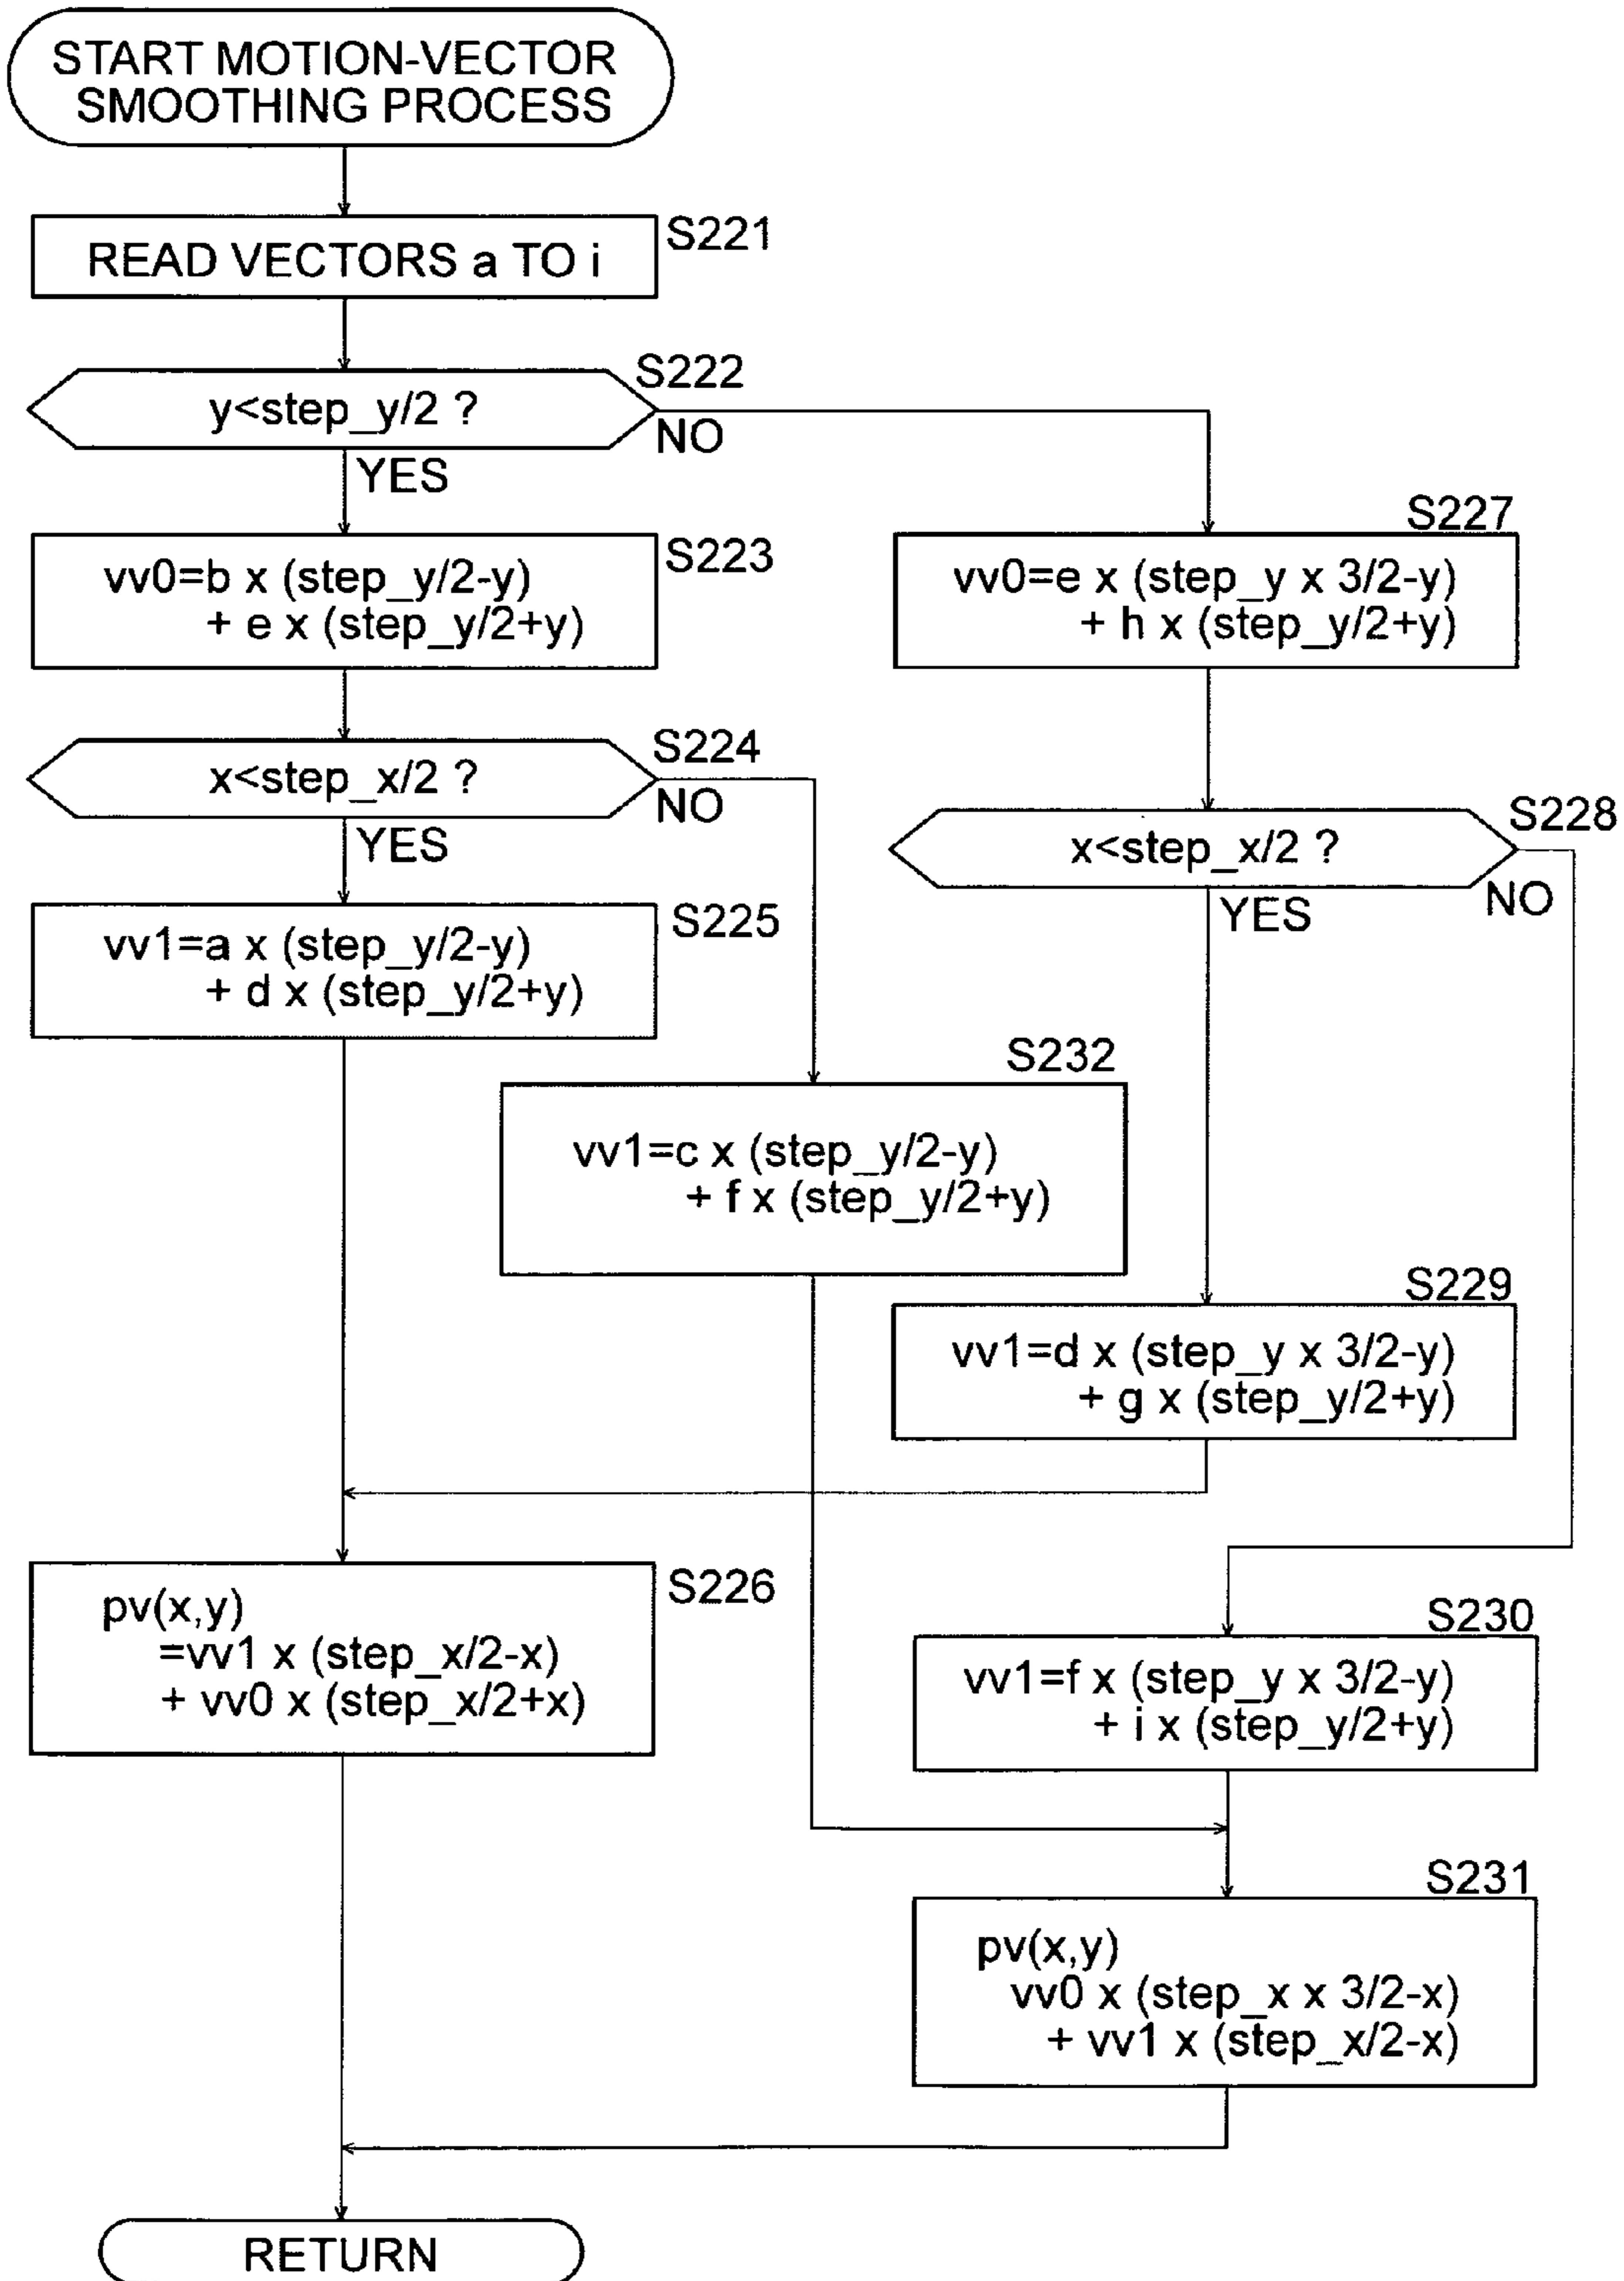 START MOTION-VECTOR
SMOOTHING PROCESS
READ VECTORS a TO i
S221
y<step_y/2 ?
S222
NO
YES
vv0=b x (step_y/2-y)
+ e x (step_y/2+y)
S223
x<step_x/2 ?
S224
NO
YES
vv1=a x (step_y/2-y)
+ d x (step_y/2+y)
S225
S232
vv1=c x (step_y/2-y)
+ f x (step_y/2+y)
S227
vv0=e x (step_y x 3/2-y)
+ h x (step_y/2+y)
S228
x<step_x/2 ?
NO
YES
S229
vv1=d x (step_y x 3/2-y)
+ g x (step_y/2+y)
pv(x,y)
=vv1 x (step_x/2-x)
+ vv0 x (step_x/2+x)
S226
S230
vv1=f x (step_y x 3/2-y)
+ i x (step_y/2+y)
S231
pv(x,y)
vv0 x (step_x x 3/2-x)
+ vv1 x (step_x/2-x)
RETURN